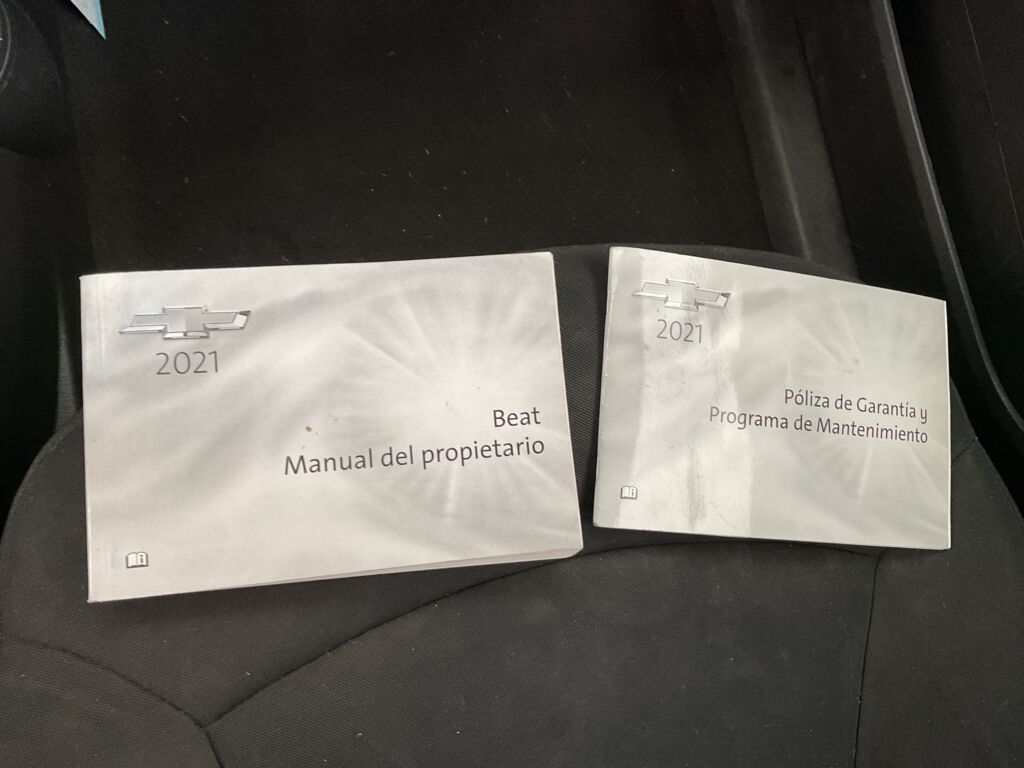 2021
Beat
Manual del propietario
2021
Póliza de Garantía y
Programa de Mantenimiento